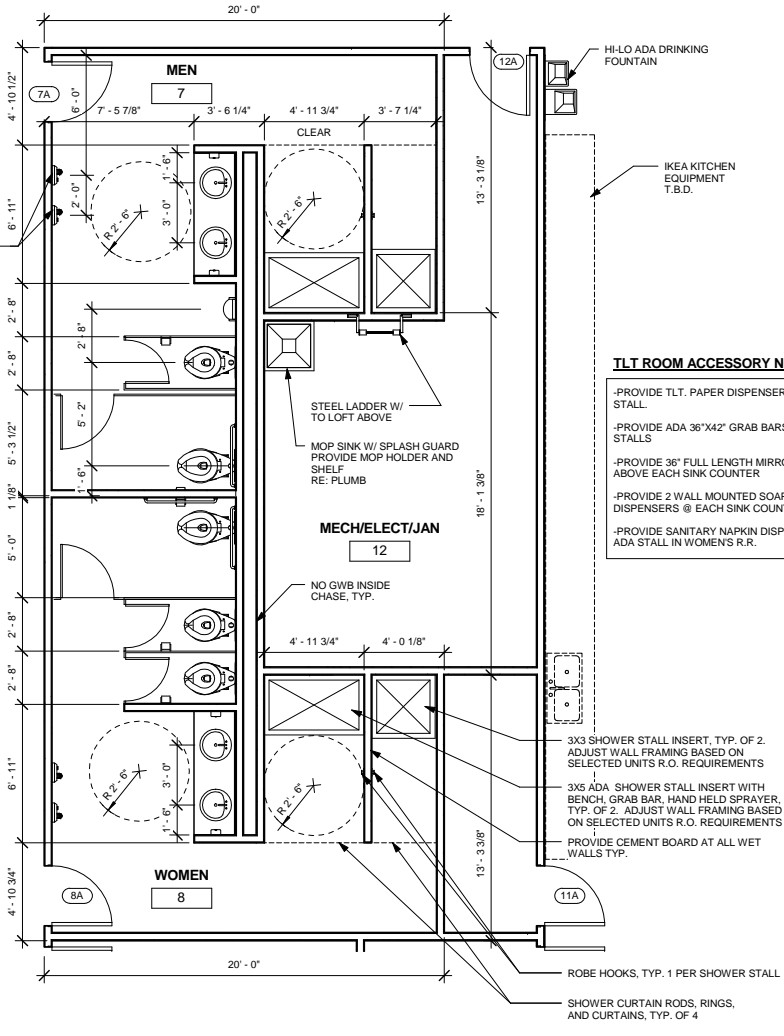 20' - 0"
HI-LO ADA DRINKING
FOUNTAIN
MEN
7
7A
12A
4' - 10 1/2"
6' - 0"
7' - 5 7/8"
3' - 6 1/4"
4' - 11 3/4"
3' - 7 1/4"
CLEAR
IKEA KITCHEN
EQUIPMENT
T.B.D.
6' - 11"
2' - 0"
1' - 6"
3' - 0"
R 2' - 6"
R 2' - 6"
13' - 3 1/8"
2' - 8"
2' - 8"
2' - 8"
5' - 2"
5' - 3 1/2"
1' - 6"
1 1/8"
STEEL LADDER W/
TO LOFT ABOVE
MOP SINK W/ SPLASH GUARD
PROVIDE MOP HOLDER AND
SHELF
RE: PLUMB
TLT ROOM ACCESSORY N
-PROVIDE TLT. PAPER DISPENSER
STALL.
-PROVIDE ADA 36"X42" GRAB BARS
STALLS
-PROVIDE 36" FULL LENGTH MIRRO
ABOVE EACH SINK COUNTER
-PROVIDE 2 WALL MOUNTED SOAP
DISPENSERS @ EACH SINK COUNT
-PROVIDE SANITARY NAPKIN DISP
ADA STALL IN WOMEN'S R.R.
18' - 1 3/8"
MECH/ELECT/JAN
12
NO GWB INSIDE
CHASE, TYP.
5' - 0"
2' - 8"
2' - 8"
4' - 11 3/4"
4' - 0 1/8"
6' - 11"
R 2' - 6"
3' - 0"
1' - 6"
R 2' - 6"
3X3 SHOWER STALL INSERT, TYP. OF 2.
ADJUST WALL FRAMING BASED ON
SELECTED UNITS R.O. REQUIREMENTS
3X5 ADA SHOWER STALL INSERT WITH
BENCH, GRAB BAR, HAND HELD SPRAYER,
TYP. OF 2. ADJUST WALL FRAMING BASED
ON SELECTED UNITS R.O. REQUIREMENTS
PROVIDE CEMENT BOARD AT ALL WET
WALLS TYP.
13' - 3 3/8"
4' - 10 3/4"
WOMEN
8
8A
11A
20' - 0"
ROBE HOOKS, TYP. 1 PER SHOWER STALL
SHOWER CURTAIN RODS, RINGS,
AND CURTAINS, TYP. OF 4